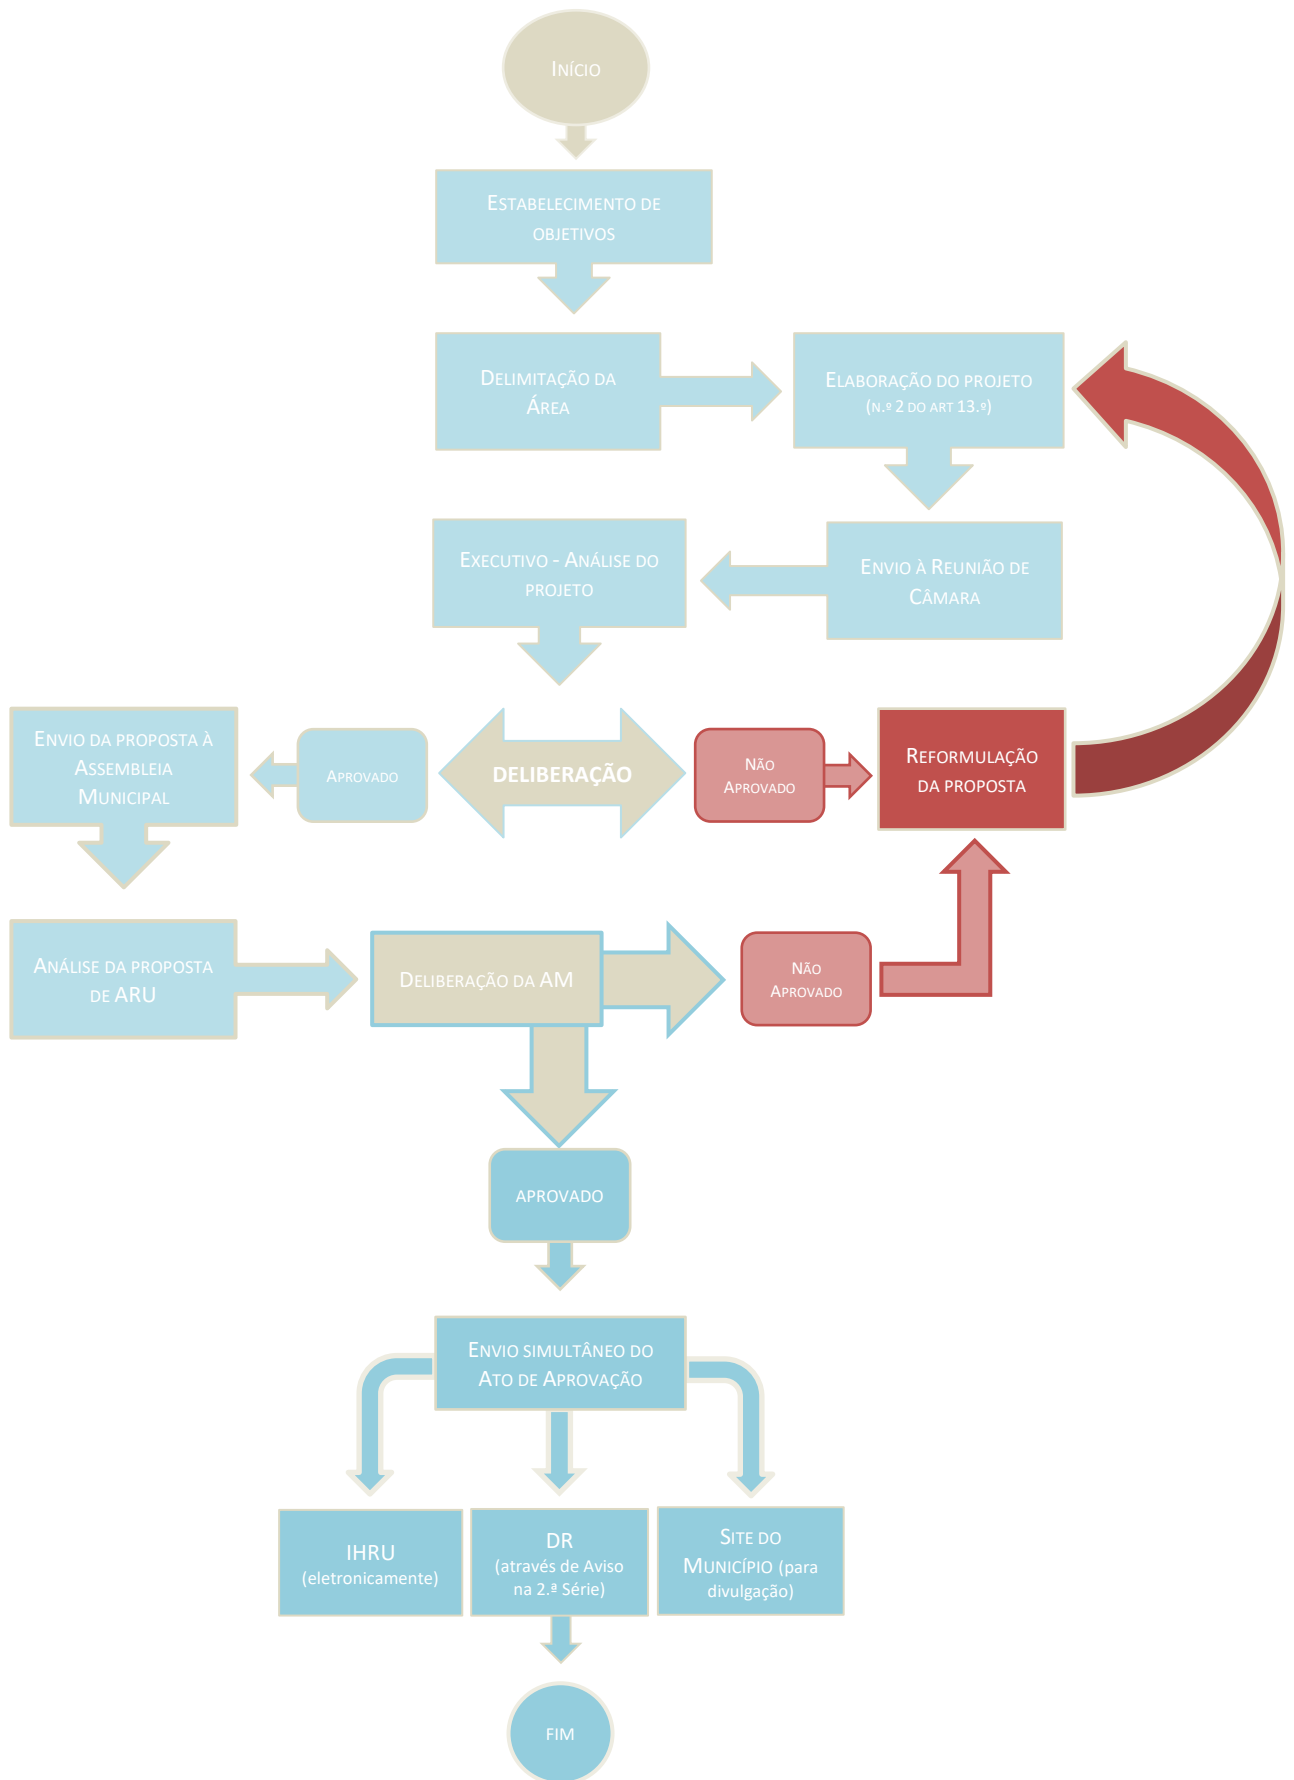 Início
Estabelecimento de
objetivos
Delimitação da
Área
Elaboração do projeto
(n.º 2 do art 13.º)
Executivo - Análise do
projeto
Envio à Reunião de
Câmara
Envio da proposta à
Assembleia
Municipal
Aprovado
DELIBERAÇÃO
Não
Aprovado
Reformulação
da proposta
Análise da proposta
de ARU
Deliberação da AM
Não
Aprovado
aprovado
Envio simultâneo do
Ato de Aprovação
IHRU
(eletronicamente)
DR
(através de Aviso
na 2.ª Série)
Site do
Município (para
divulgação)
fim